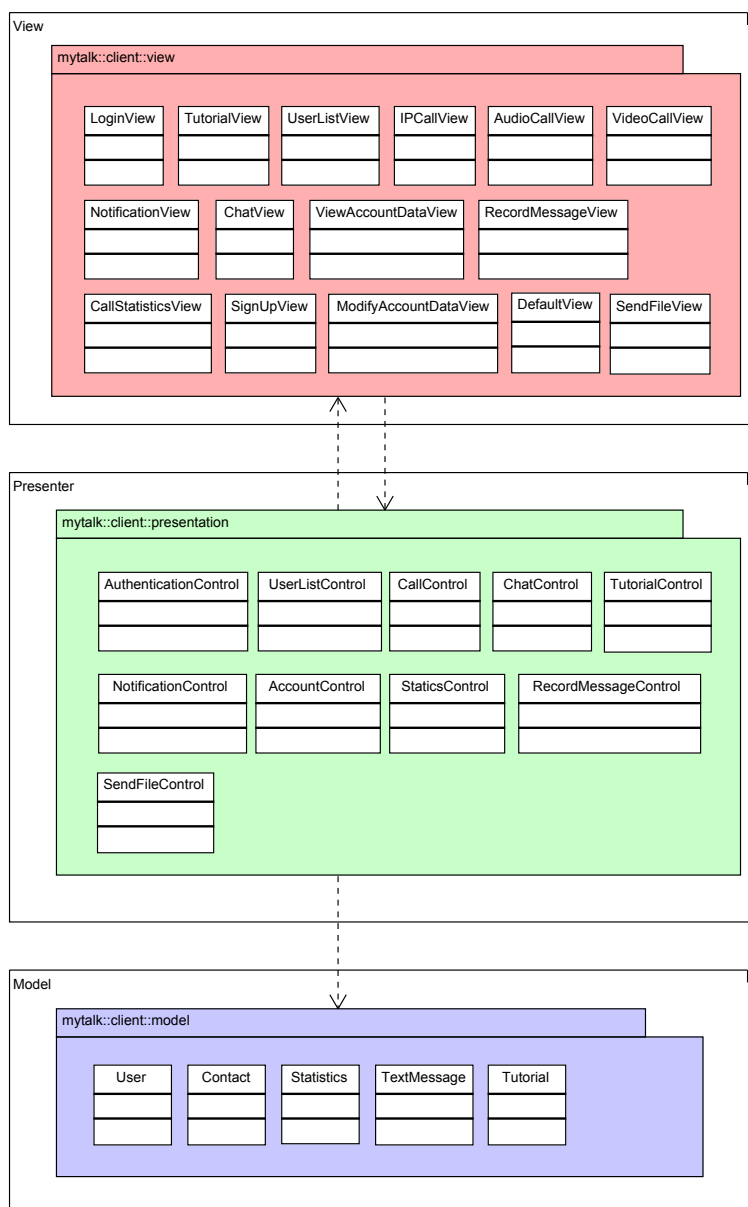 View
mytalk::client::view
LoginView TutorialView UserListView IPCallView AudioCallView VideoCallView
NotificationView ChatView ViewAccountDataView RecordMessageView
CallStatisticsView SignUpView ModifyAccountDataView DefaultView SendFileView
Presenter
mytalk::client::presentation
AuthenticationControl UserListControl CallControl ChatControl TutorialControl
NotificationControl AccountControl StaticsControl RecordMessageControl
SendFileControl
Model
mytalk::client::model
User Contact Statistics TextMessage Tutorial